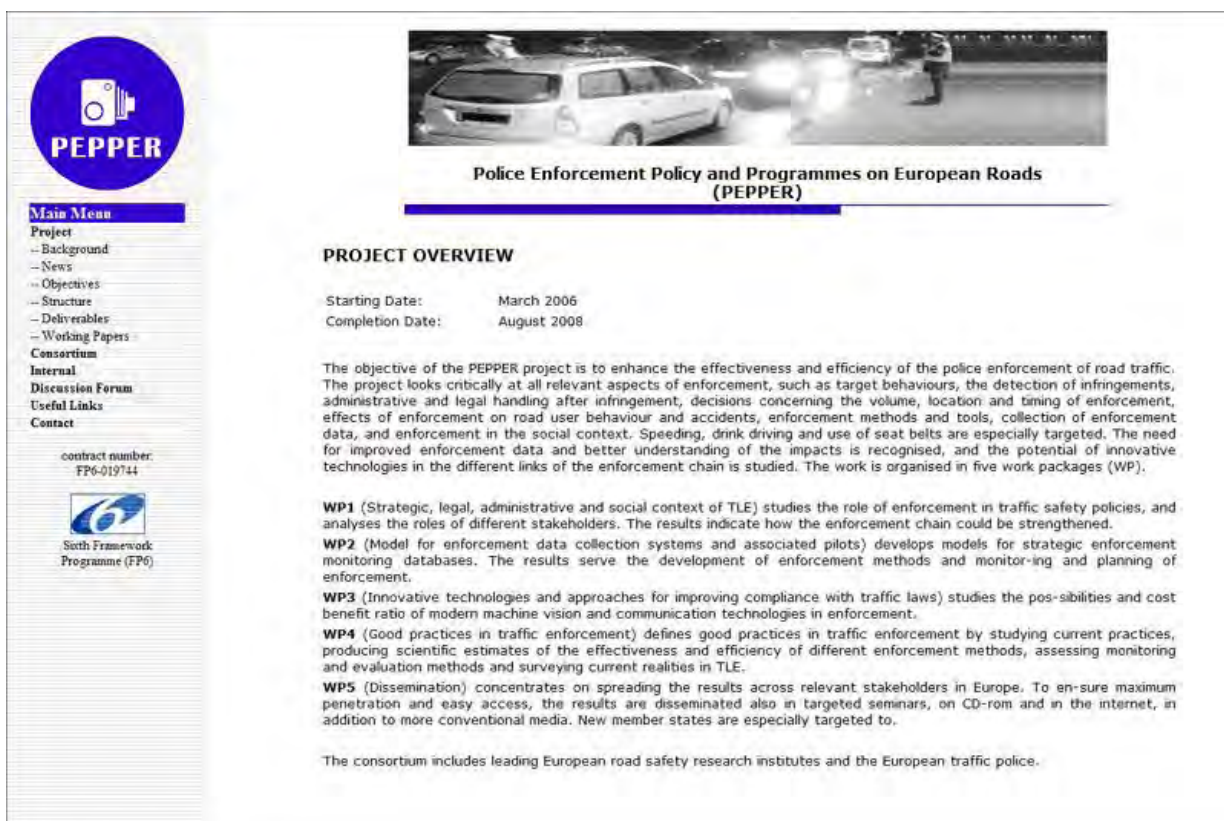 PEPPER
Main Menu
Project
-- Background
-- News
-- Objectives
-- Structure
-- Deliverables
-- Working Papers
Consortium
Internal
Discussion Forum
Useful Links
Contact
contract number:
FP6-019744
6
Sixth Framework
Programme (FP6)
Police Enforcement Policy and Programmes on European Roads
(PEPPER)
PROJECT OVERVIEW
Starting Date: March 2006
Completion Date: August 2008
The objective of the PEPPER project is to enhance the effectiveness and efficiency of the police enforcement of road traffic.
The project looks critically at all relevant aspects of enforcement, such as target behaviours, the detection of infringements,
administrative and legal handling after infringement, decisions concerning the volume, location and timing of enforcement,
effects of enforcement on road user behaviour and accidents, enforcement methods and tools, collection of enforcement
data, and enforcement in the social context. Speeding, drink driving and use of seat belts are especially targeted. The need
for improved enforcement data and better understanding of the impacts is recognised, and the potential of innovative
technologies in the different links of the enforcement chain is studied. The work is organised in five work packages (WP).
WP1 (Strategic, legal, administrative and social context of TLE) studies the role of enforcement in traffic safety policies, and
analyses the roles of different stakeholders. The results indicate how the enforcement chain could be strengthened.
WP2 (Model for enforcement data collection systems and associated pilots) develops models for strategic enforcement
monitoring databases. The results serve the development of enforcement methods and monitor-ing and planning of
enforcement.
WP3 (Innovative technologies and approaches for improving compliance with traffic laws) studies the pos-sibilities and cost
benefit ratio of modern machine vision and communication technologies in enforcement.
WP4 (Good practices in traffic enforcement) defines good practices in traffic enforcement by studying current practices,
producing scientific estimates of the effectiveness and efficiency of different enforcement methods, assessing monitoring
and evaluation methods and surveying current realities in TLE.
WP5 (Dissemination) concentrates on spreading the results across relevant stakeholders in Europe. To en-sure maximum
penetration and easy access, the results are disseminated also in targeted seminars, on CD-rom and in the internet, in
addition to more conventional media. New member states are especially targeted to.
The consortium includes leading European road safety research institutes and the European traffic police.